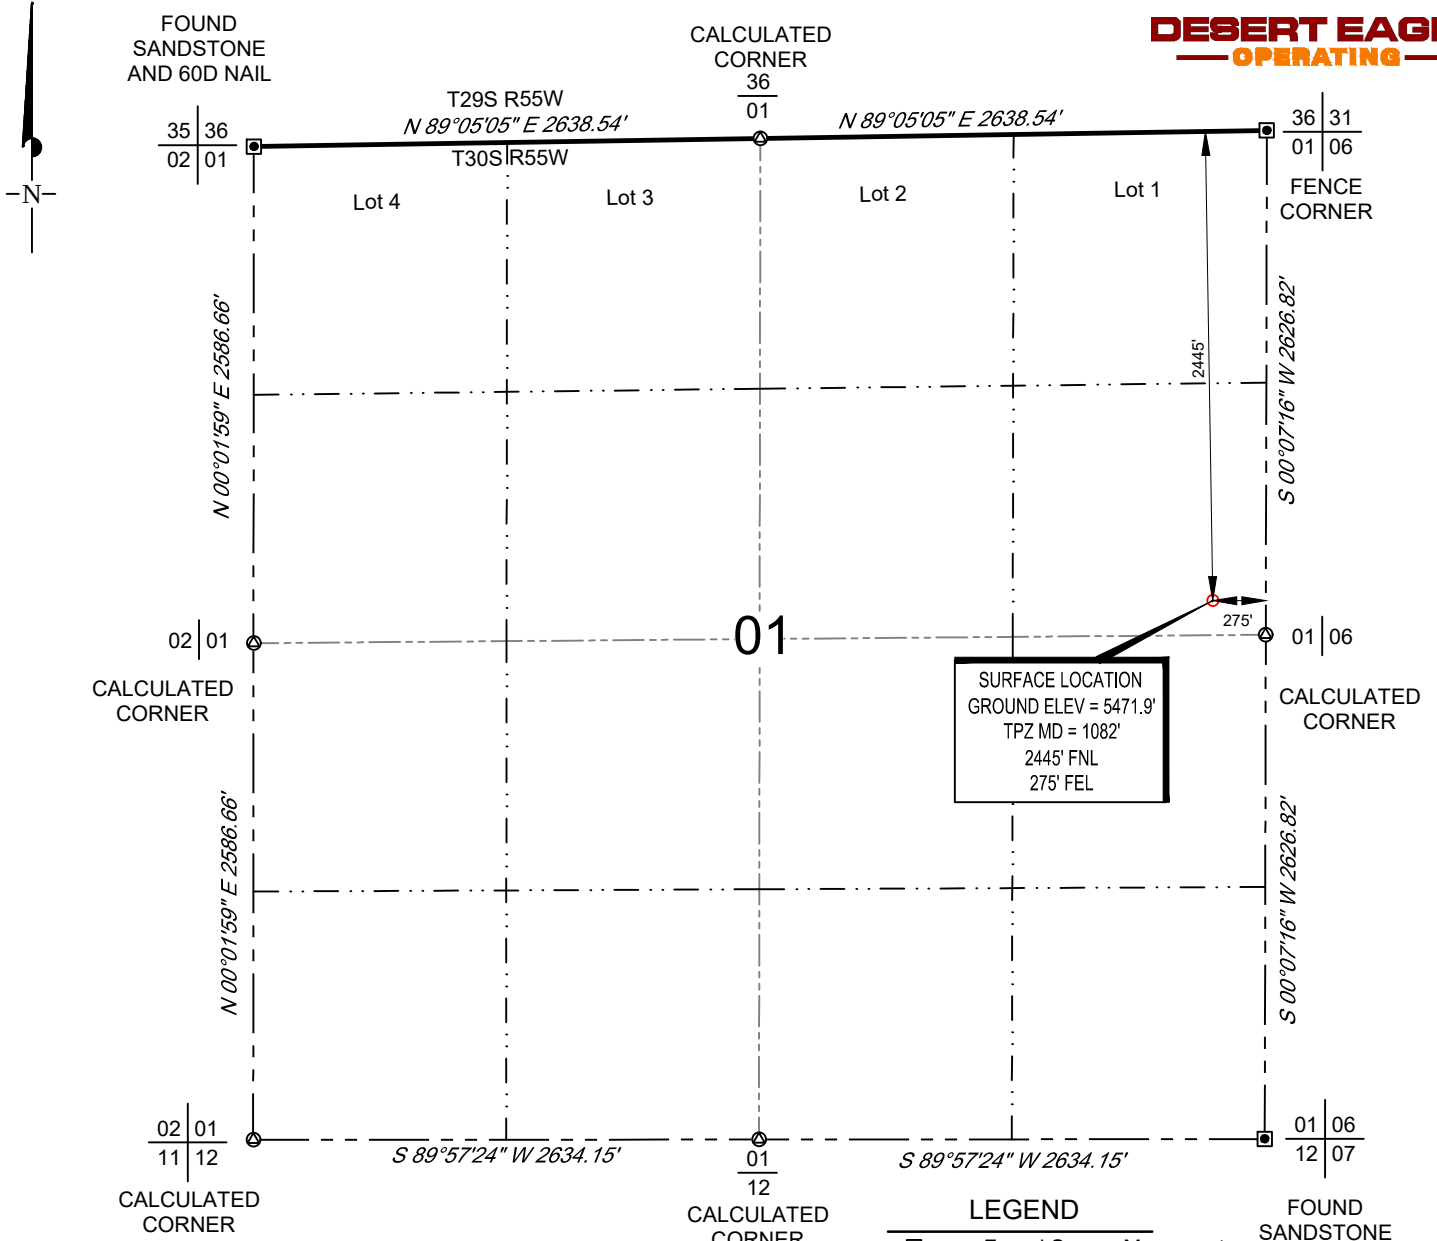 FOUND
SANDSTONE
AND 60D NAIL
CALCULATED
CORNER
36
01
OPERATING
35 36
02 01
T29S R55W
N 89°05'05" E 2638.54'
T30S R55W
N 89°05'05" E 2638.54'
36 31
01 06
FENCE
CORNER
-N-
Lot 4
Lot 3
Lot 2
Lot 1
N 00°01'59" E 2586.66'
2445'
S 00°07'16" W 2626.82'
275'
02 01
CALCULATED
CORNER
01
01 06
CALCULATED
CORNER
SURFACE LOCATION
GROUND ELEV = 5471.9'
TPZ MD = 1082'
2445' FNL
275' FEL
N 00°01'59" E 2586.66'
S 00°07'16" W 2626.82'
02 01
11 12
CALCULATED
CORNER
S 89°57'24" W 2634.15'
01
12
CALCULATED
CORNER
S 89°57'24" W 2634.15'
01 06
12 07
FOUND
SANDSTONE
LEGEND
DESERT